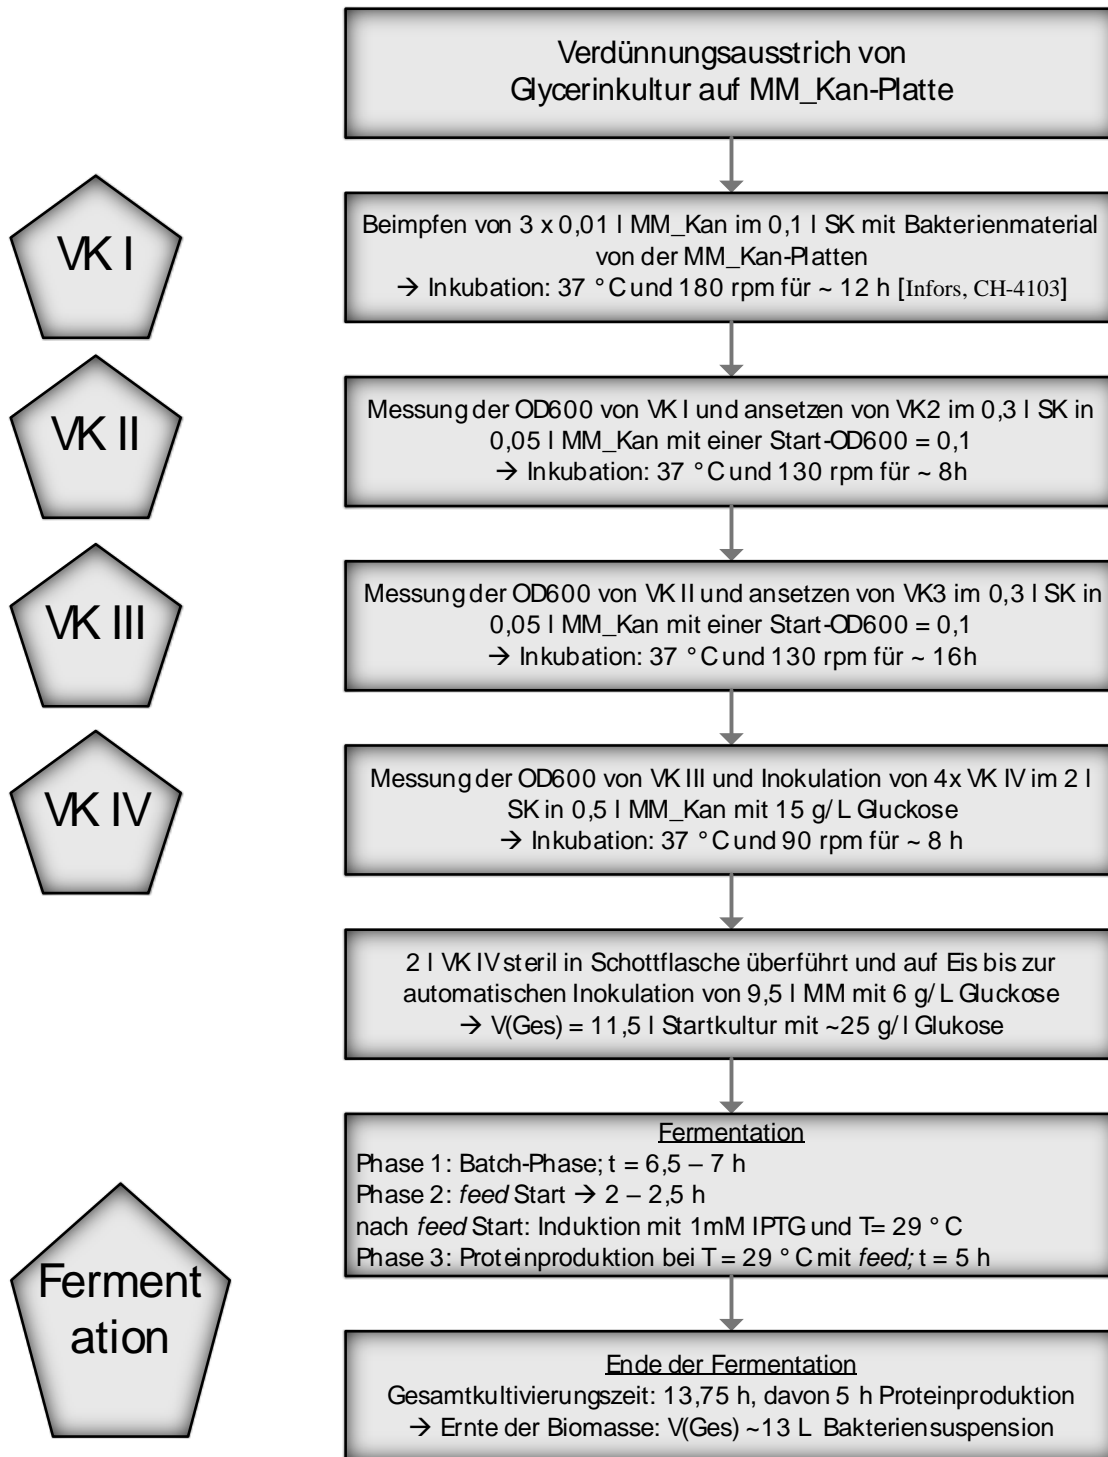 Verdünnungsausstrich von
Glycerinkultur auf MM_Kan-Platte
VK I
Beimpfen von 3 x 0,01 l MM_Kan im 0,1 l SK mit Bakterienmaterial
von der MM_Kan-Platten
→ Inkubation: 37 °C und 180 rpm für ~ 12 h [Infors, CH-4103]
VK II
Messung der OD600 von VK I und ansetzen von VK2 im 0,3 l SK in
0,05 l MM_Kan mit einer Start-OD600 = 0,1
→ Inkubation: 37 °C und 130 rpm für ~ 8h
VK III
Messung der OD600 von VK II und ansetzen von VK3 im 0,3 l SK in
0,05 l MM_Kan mit einer Start-OD600 = 0,1
→ Inkubation: 37 °C und 130 rpm für ~ 16h
VK IV
Messung der OD600 von VK III und Inokulation von 4x VK IV im 2 l
SK in 0,5 l MM_Kan mit 15 g/L Gluckose
→ Inkubation: 37 °C und 90 rpm für ~ 8 h
2 l VK IV steril in Schottflasche überführt und auf Eis bis zur
automatischen Inokulation von 9,5 l MM mit 6 g/L Gluckose
→ V(Ges) = 11,5 l Startkultur mit ~25 g/l Glukose
Ferment
ation
Fermentation
Phase 1: Batch-Phase; t = 6,5 – 7 h
Phase 2: feed Start → 2 – 2,5 h
nach feed Start: Induktion mit 1mM IPTG und T= 29 °C
Phase 3: Proteinproduktion bei T = 29 °C mit feed; t = 5 h
Ende der Fermentation
Gesamtkultivierungszeit: 13,75 h, davon 5 h Proteinproduktion
→ Ernte der Biomasse: V(Ges) ~13 L Bakteriensuspension